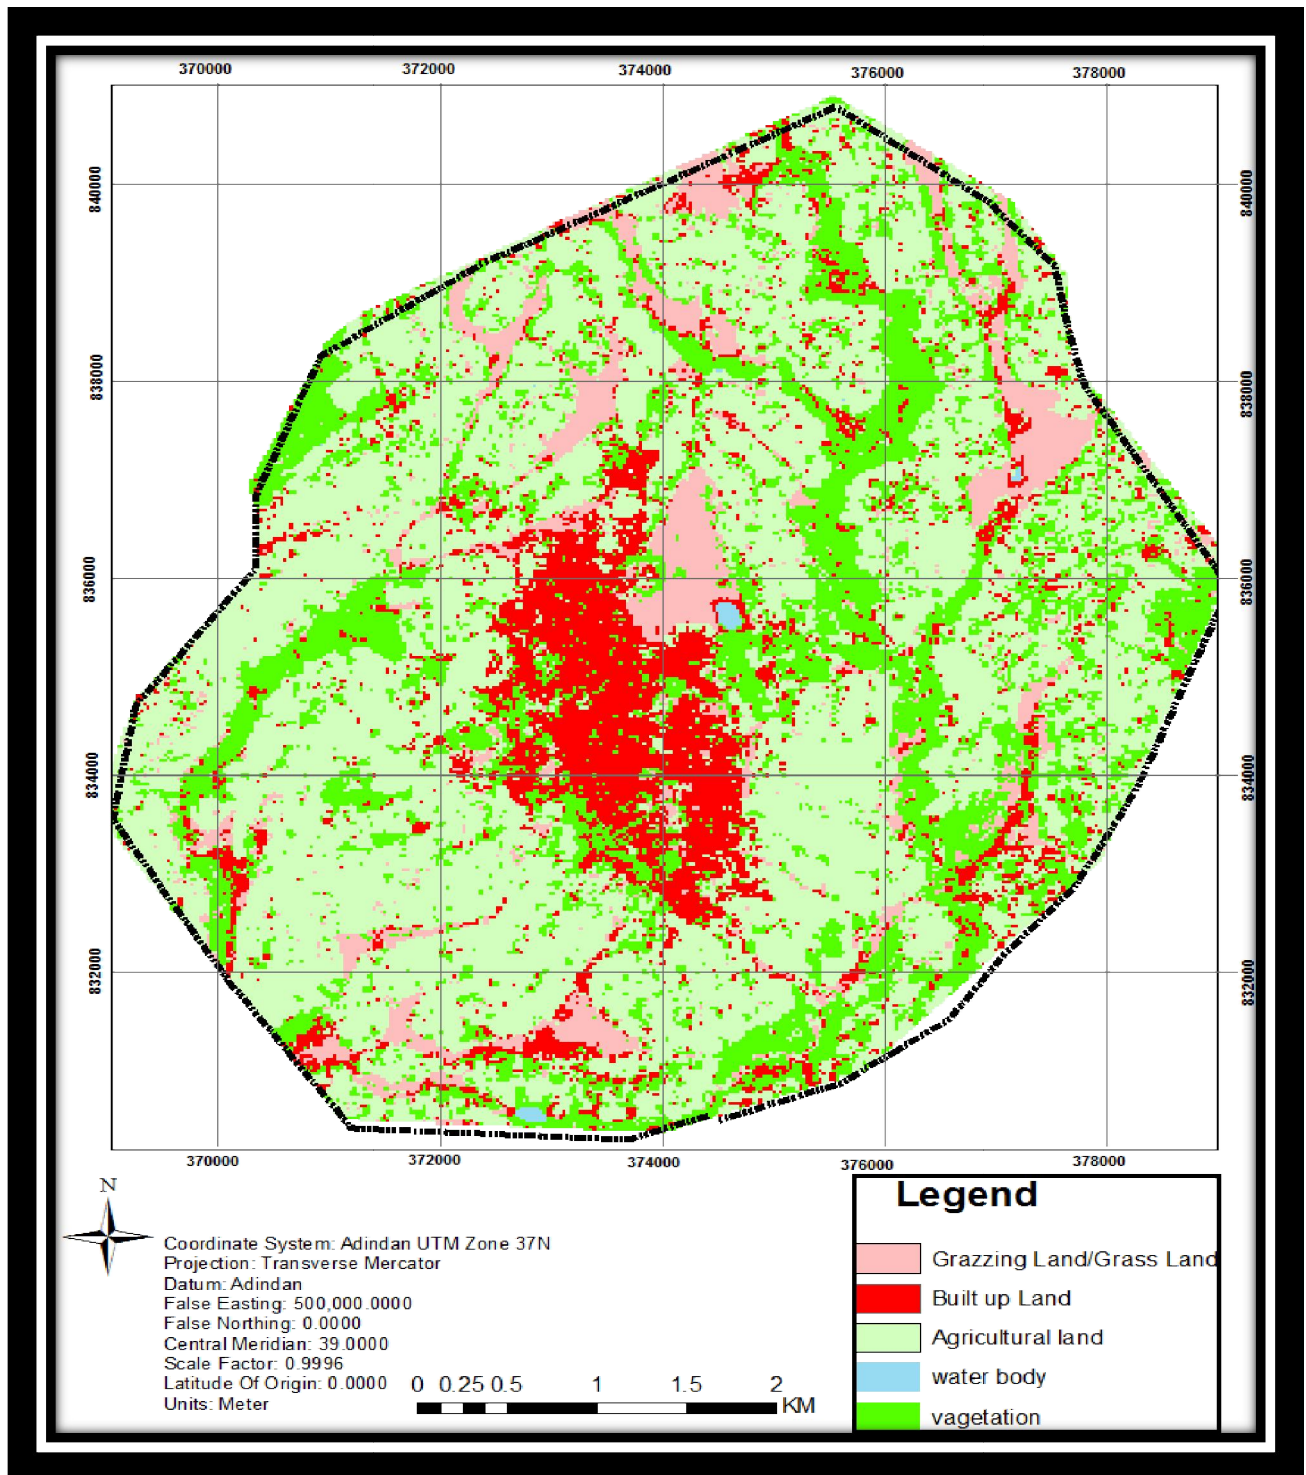 370000 372000 374000 376000 378000
840000 840000
838000 838000
836000 836000
834000 834000
832000 832000
370000 372000 374000 376000 378000
N
Coordinate System: Adindan UTM Zone 37N
Projection: Transverse Mercator
Datum: Adindan
False Easting: 500,000.0000
False Northing: 0.0000
Central Meridian: 39.0000
Scale Factor: 0.9996
Latitude Of Origin: 0.0000
Units: Meter
0 0.25 0.5 1 1.5 2
KM
Legend
Grazzing Land/Grass Land
Built up Land
Agricultural land
water body
vagetation